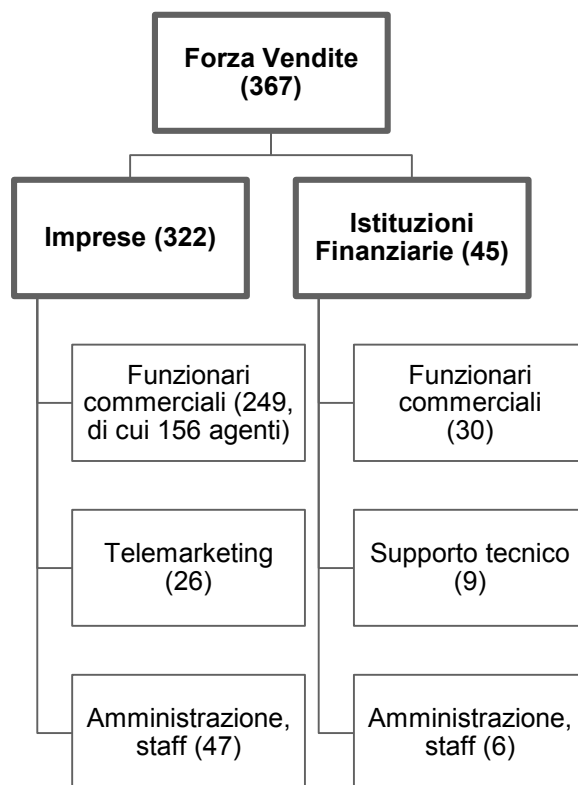 Forza Vendite
(367)
Imprese (322)
Istituzioni
Finanziarie (45)
Funzionari
commerciali (249,
di cui 156 agenti)
Funzionari
commerciali
(30)
Telemarketing
(26)
Supporto tecnico
(9)
Amministrazione,
staff (47)
Amministrazione,
staff (6)